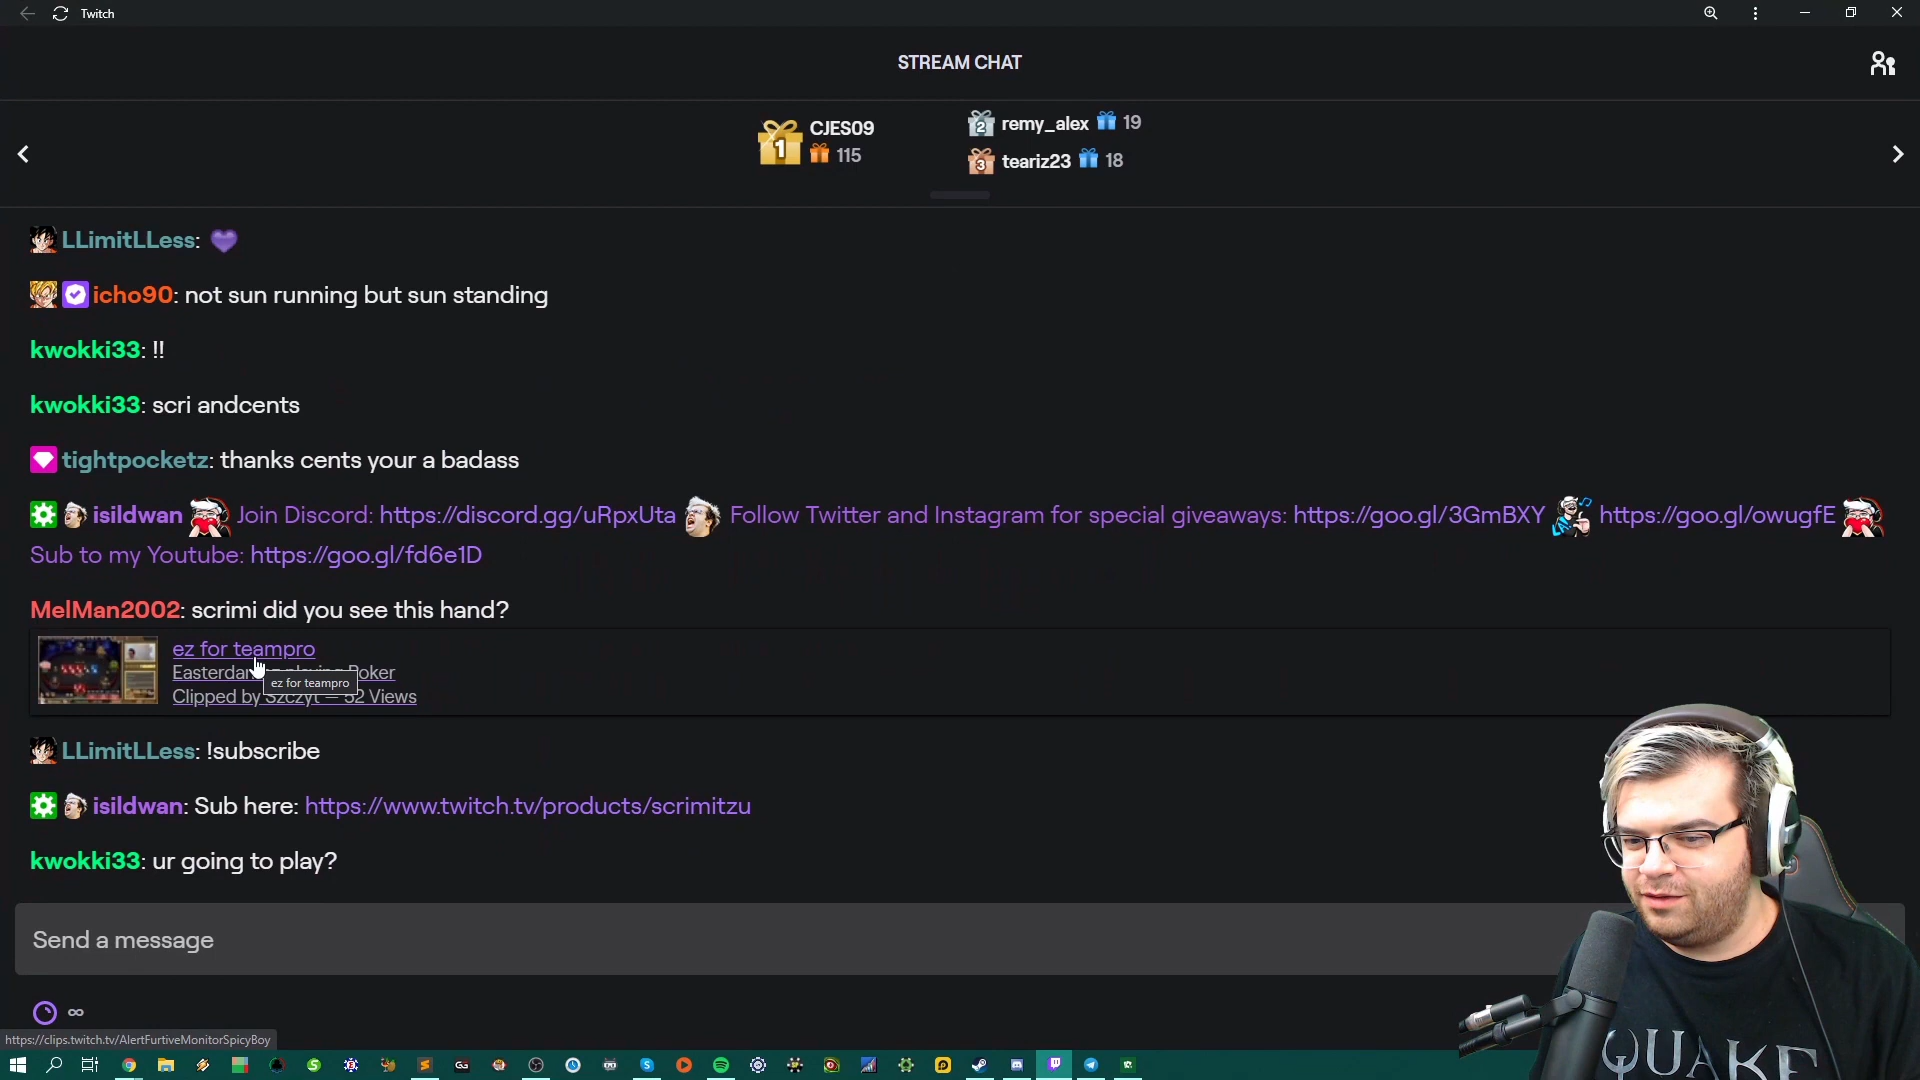 Twitch
STREAM CHAT
1 CJES09 115
2 remy_alex 19
3 teariz23 18
LLimitLLess:
icho90: not sun running but sun standing
kwokki33: !!
kwokki33: scri andcents
tightpocketz: thanks cents your a badass
isildwan Join Discord: https://discord.gg/uRpxUta Follow Twitter and Instagram for special giveaways: https://goo.gl/3GmBXY https://goo.gl/owugfE
Sub to my Youtube: https://goo.gl/fd6e1D
MelMan2002: scrimi did you see this hand?
ez for teampro
ez for teampro
Clipped by Szczyt — 52 Views
LLimitLLess: !subscribe
isildwan: Sub here: https://www.twitch.tv/products/scrimitzu
kwokki33: ur going to play?
Send a message
∞
https://clips.twitch.tv/AlertFurtiveMonitorSpicyBoy
QUAKE